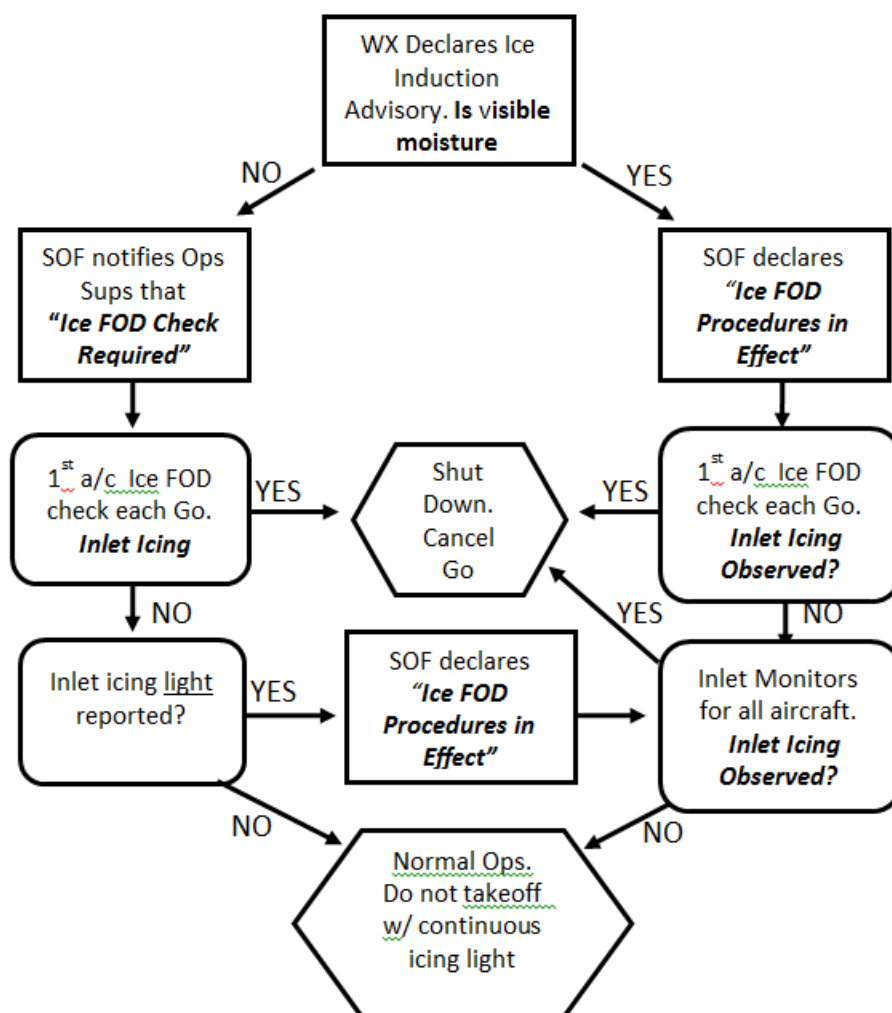 WX Declares Ice
Induction
Advisory. Is visible
moisture
NO
YES
SOF notifies Ops
Sups that
“Ice FOD Check
Required”
SOF declares
“Ice FOD
Procedures in
Effect”
1st a/c Ice FOD
check each Go.
Inlet Icing
YES
Shut
Down.
Cancel
Go
YES
1st a/c Ice FOD
check each Go.
Inlet Icing
Observed?
NO
YES
NO
Inlet icing light
reported?
YES
SOF declares
“Ice FOD
Procedures in
Effect”
Inlet Monitors
for all aircraft.
Inlet Icing
Observed?
NO
NO
Normal Ops.
Do not takeoff
w/ continuous
icing light